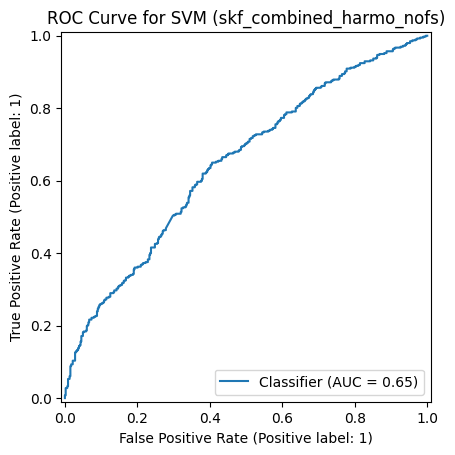 ROC Curve for SVM (skf_combined_harmo_nofs)
True Positive Rate (Positive label: 1)
1.0
0.8
0.6
0.4
0.2
0.0
Classifier (AUC = 0.65)
0.0 0.2 0.4 0.6 0.8 1.0
False Positive Rate (Positive label: 1)